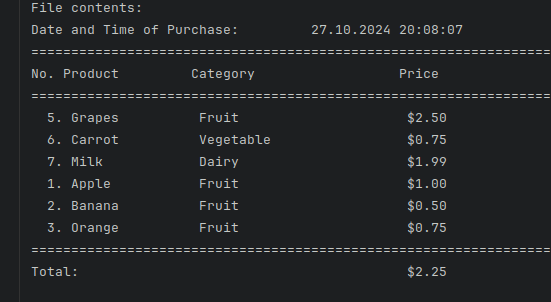 File contents:
Date and Time of Purchase:         27.10.2024 20:08:07
=================================================================
No. Product         Category                  Price
=================================================================
  5. Grapes          Fruit                     $2.50
  6. Carrot          Vegetable                 $0.75
  7. Milk            Dairy                     $1.99
  1. Apple           Fruit                     $1.00
  2. Banana          Fruit                     $0.50
  3. Orange          Fruit                     $0.75
=================================================================
Total:                                         $2.25